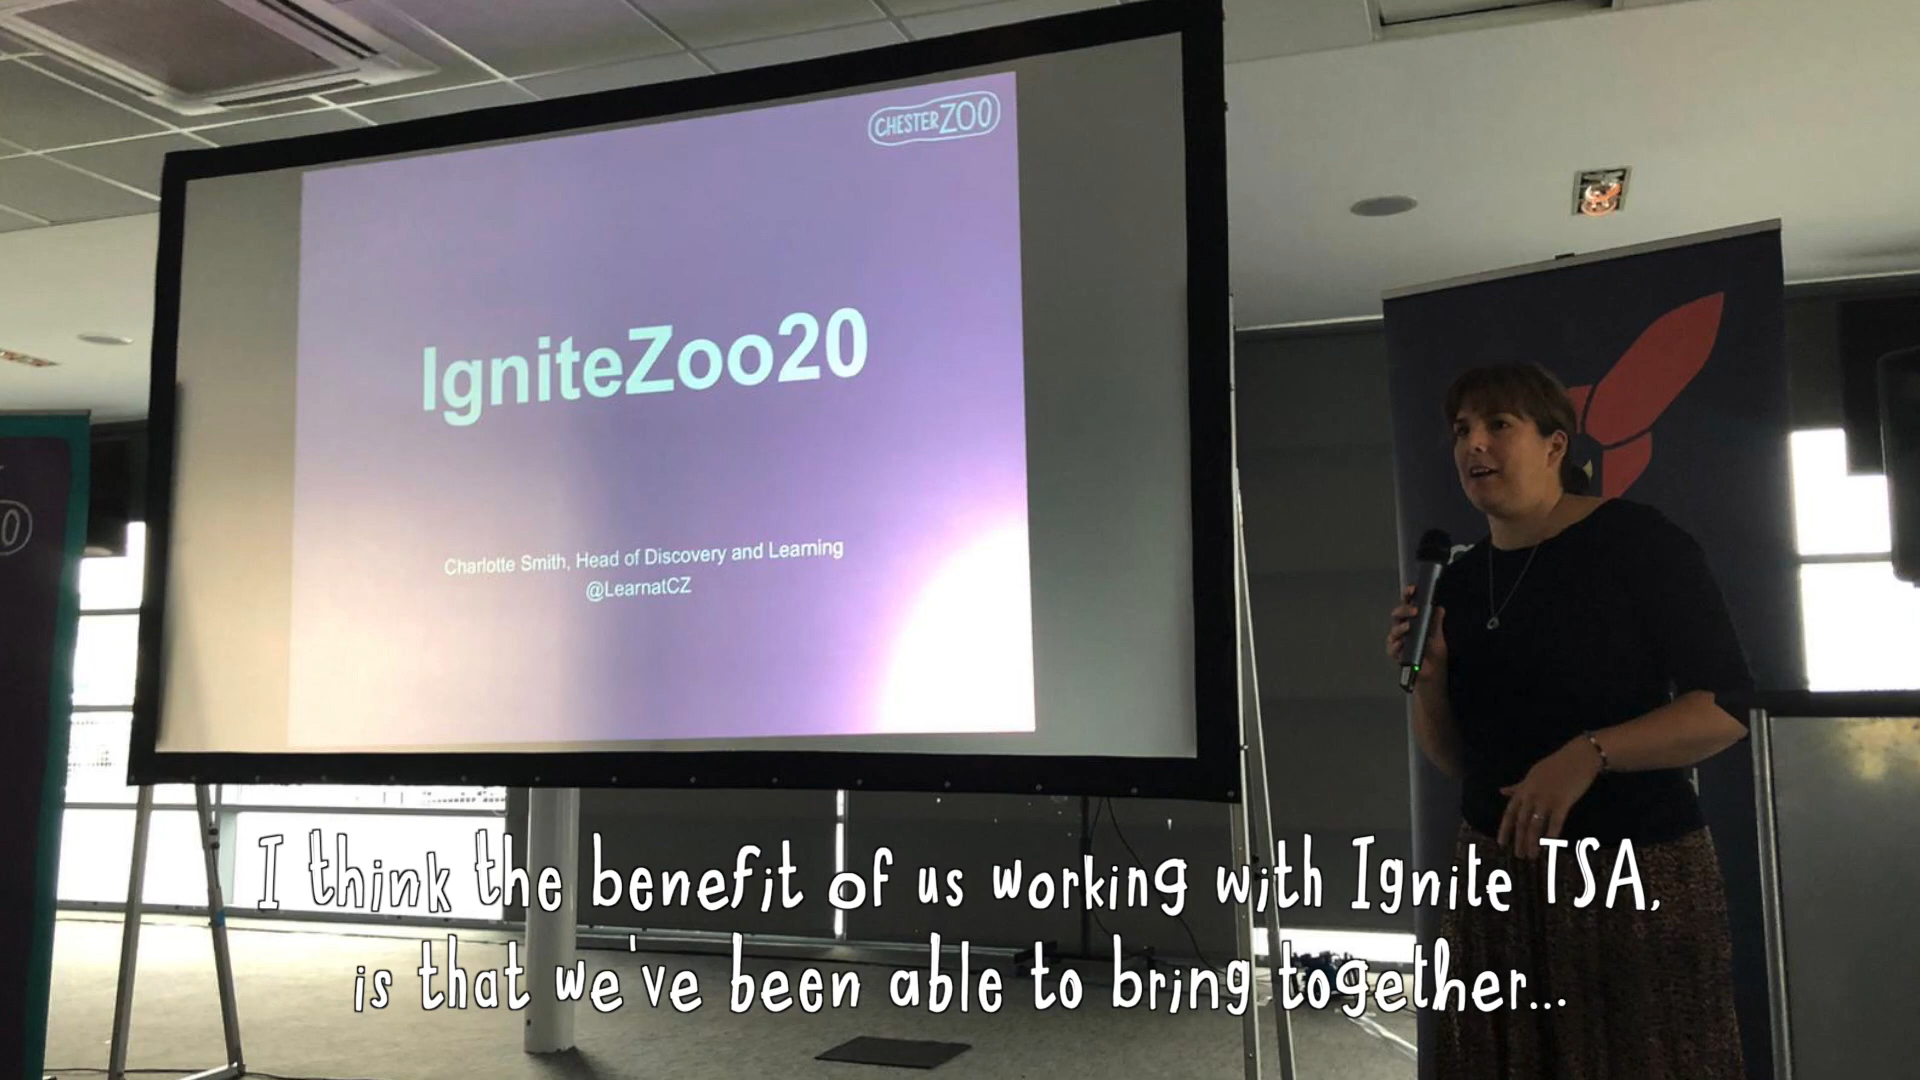 CHESTER ZOO
IgniteZoo20
Charlotte Smith, Head of Discovery and Learning
@LearnatCZ
I think the benefit of us working with Ignite TSA,
is that we've been able to bring together...